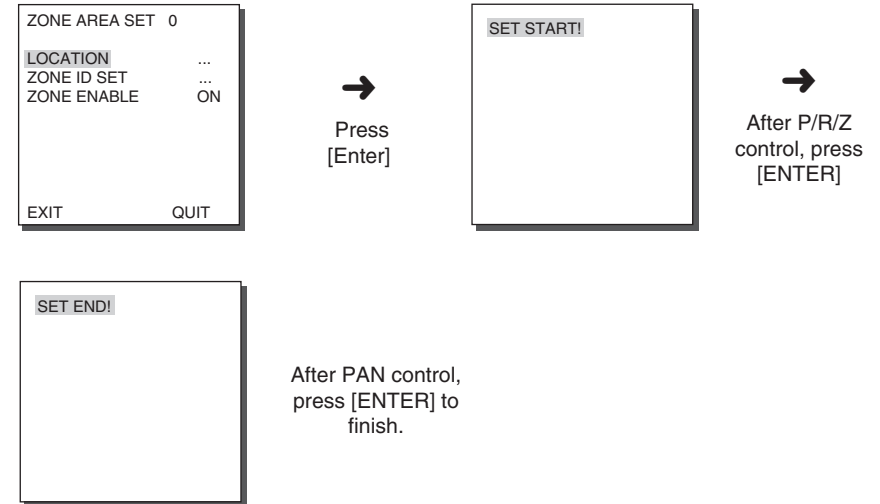 ZONE AREA SET 0
LOCATION ...
ZONE ID SET ...
ZONE ENABLE ON
EXIT QUIT
Press
[Enter]
SET START!
After P/R/Z
control, press
[ENTER]
SET END!
After PAN control,
press [ENTER] to
finish.